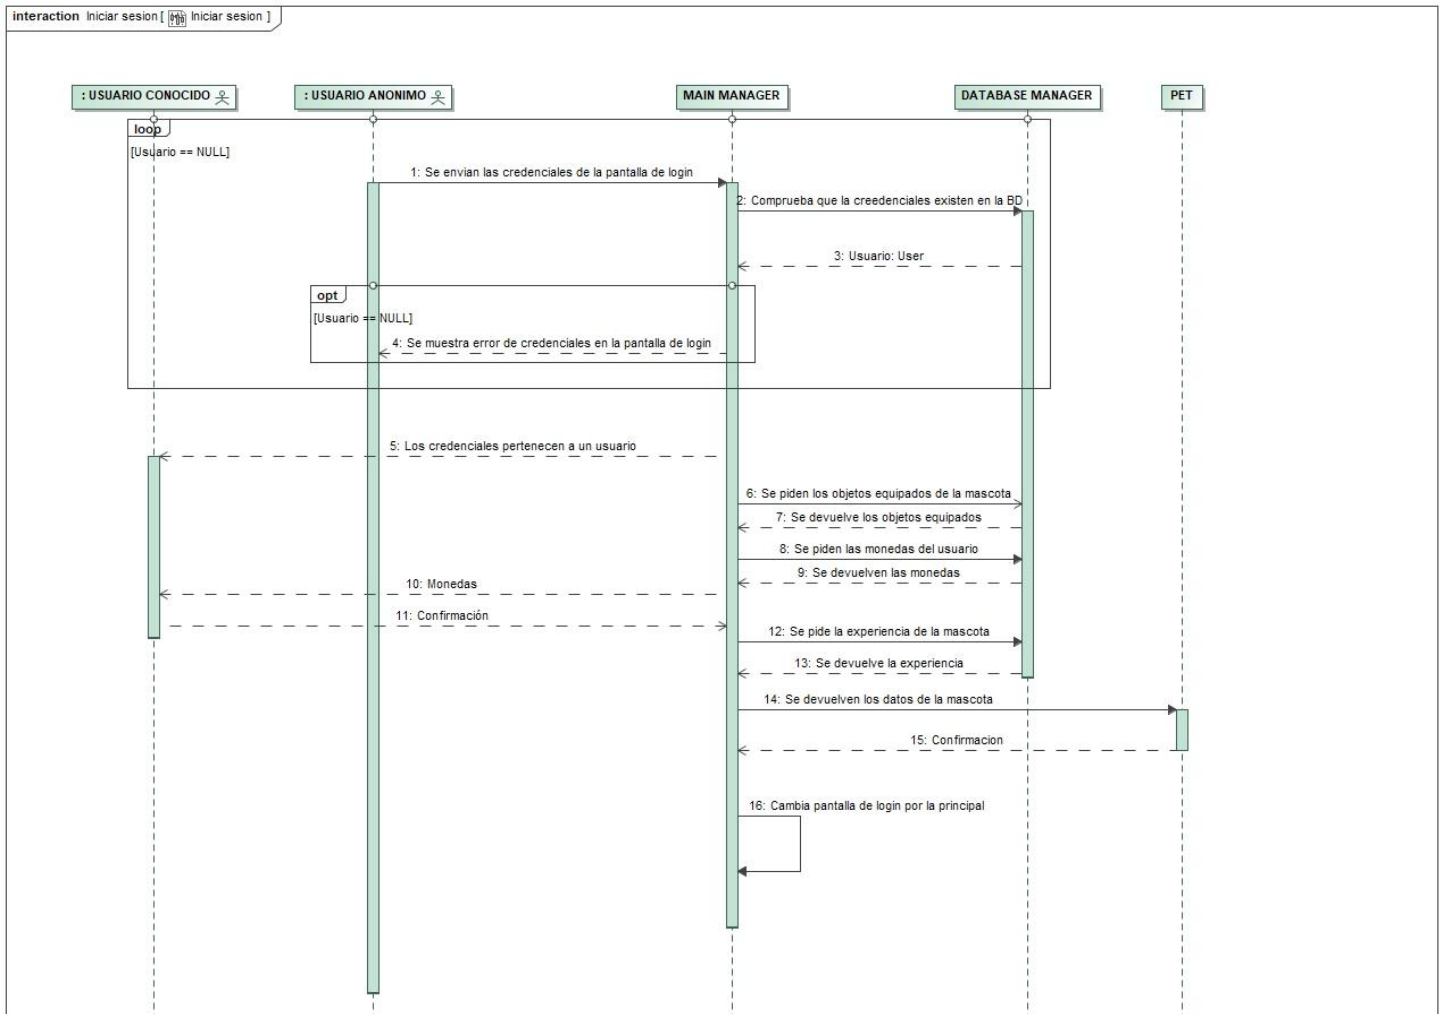 interaction Iniciar sesion [ Iniciar sesion ]
: USUARIO CONOCIDO
: USUARIO ANONIMO
MAIN MANAGER
DATABASE MANAGER
PET
loop
[Usuario == NULL]
1: Se envian las credenciales de la pantalla de login
2: Comprueba que la creedenciales existen en la BD
3: Usuario: User
opt
[Usuario == NULL]
4: Se muestra error de credenciales en la pantalla de login
5: Los credenciales pertenecen a un usuario
6: Se piden los objetos equipados de la mascota
7: Se devuelve los objetos equipados
8: Se piden las monedas del usuario
9: Se devuelven las monedas
10: Monedas
11: Confirmación
12: Se pide la experiencia de la mascota
13: Se devuelve la experiencia
14: Se devuelven los datos de la mascota
15: Confirmacion
16: Cambia pantalla de login por la principal